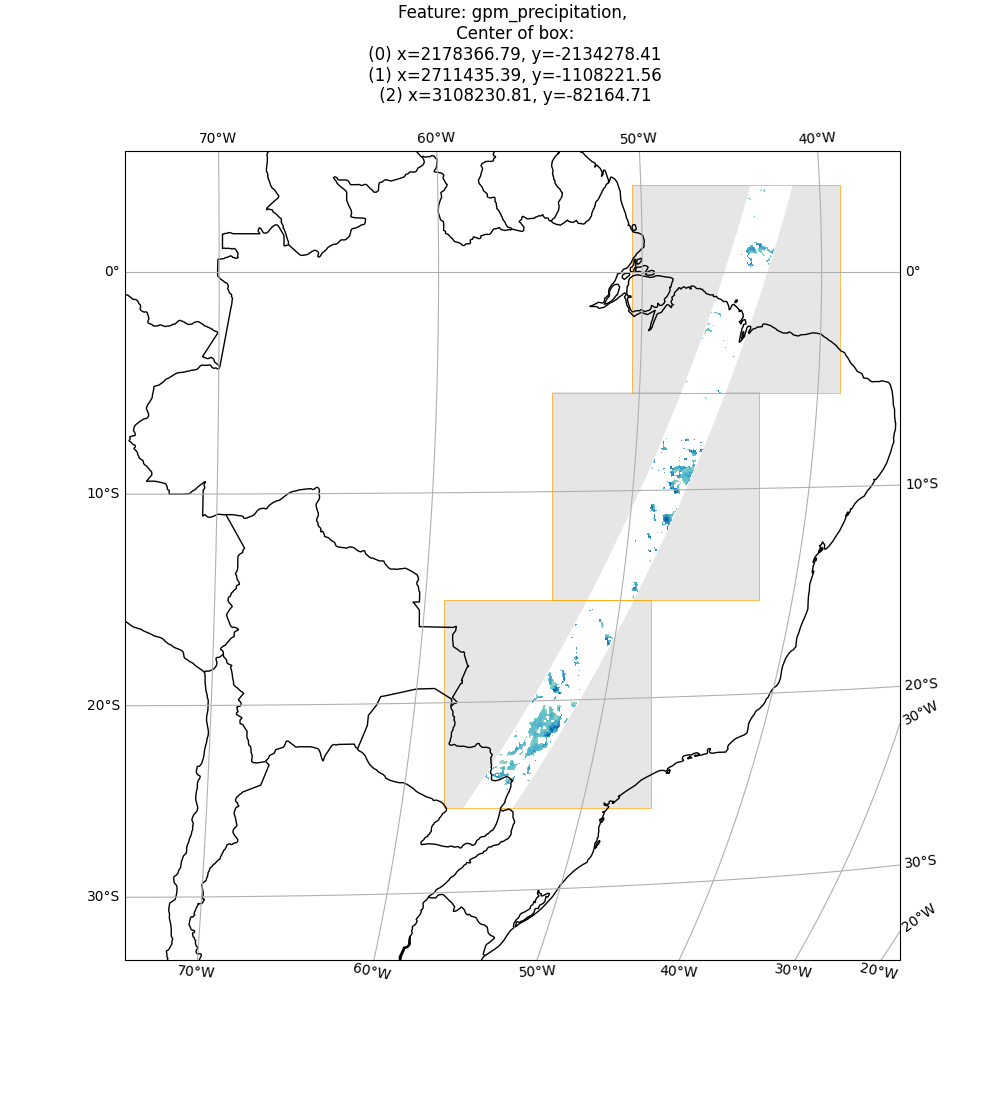 Feature: gpm_precipitation,
Center of box:
(0) x=2178366.79, y=-2134278.41
(1) x=2711435.39, y=-1108221.56
(2) x=3108230.81, y=-82164.71
70°W 60°W 50°W 40°W
0° 0°
10°S 10°S
20°S 20°S
30°W
30°S 30°S
20°W
70°W 60°W 50°W 40°W 30°W 20°W